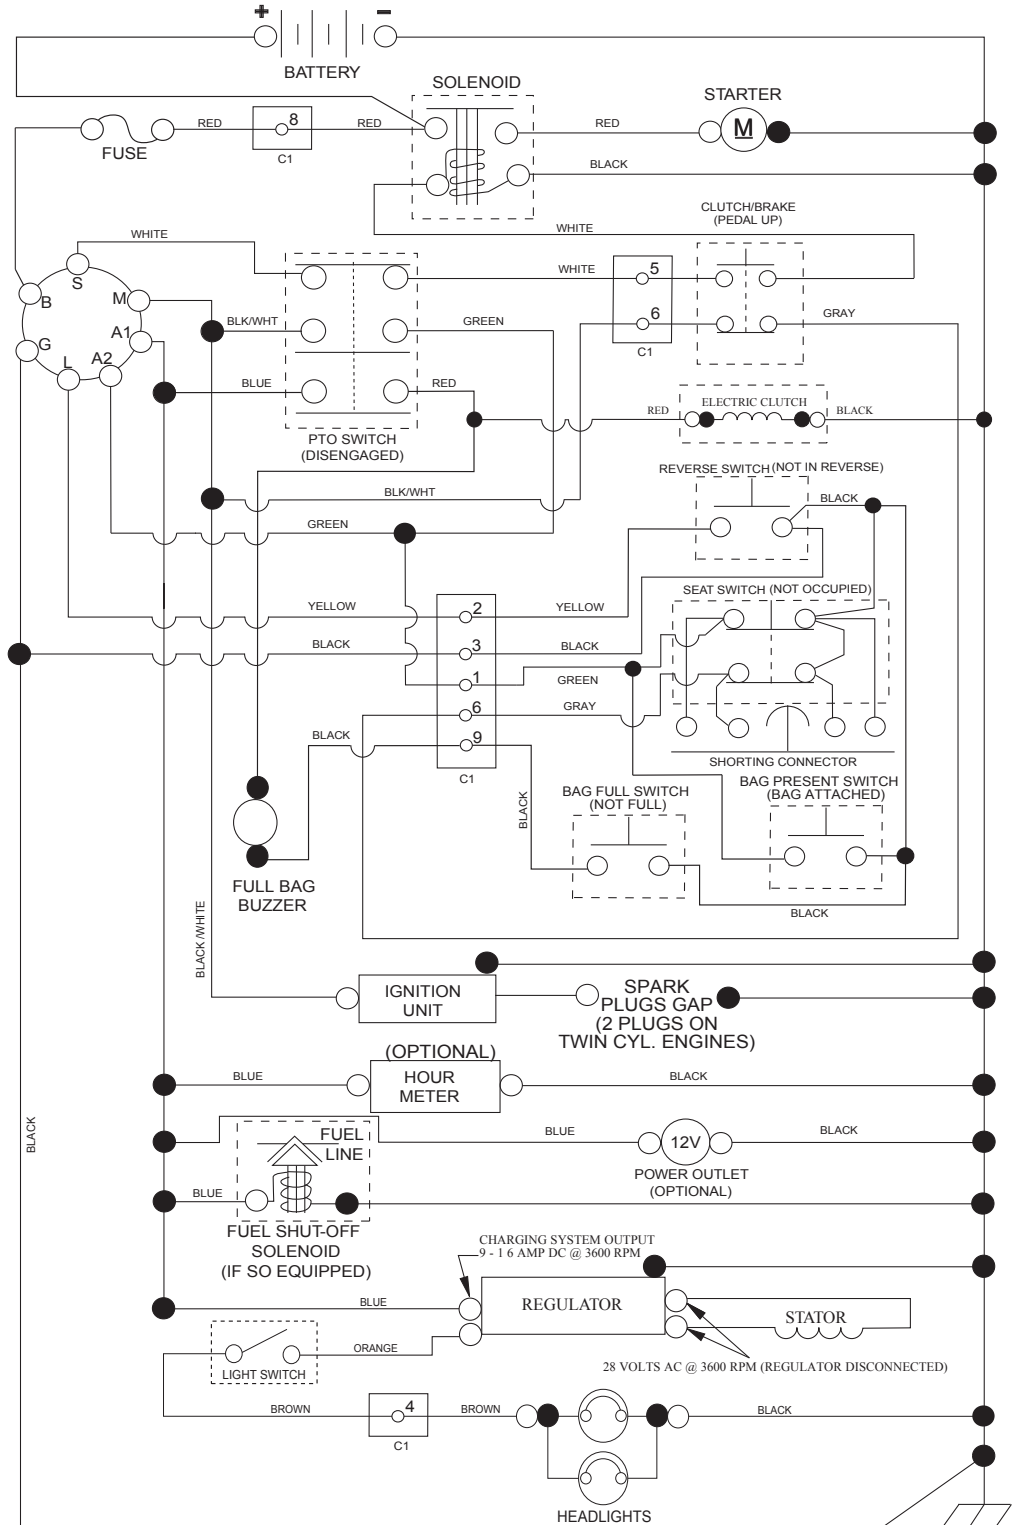 + -
BATTERY
SOLENOID
STARTER
M
FUSE
RED
8
C1
RED
RED
BLACK
CLUTCH/BRAKE
(PEDAL UP)
WHITE
WHITE
WHITE
5
6
C1
GRAY
S
B
M
G
A1
L
A2
BLK/WHT
GREEN
BLUE
RED
PTO SWITCH
(DISENGAGED)
RED
ELECTRIC CLUTCH
BLACK
REVERSE SWITCH (NOT IN REVERSE)
BLK/WHT
BLACK
GREEN
SEAT SWITCH (NOT OCCUPIED)
YELLOW
2
YELLOW
BLACK
3
BLACK
1
GREEN
6
GRAY
BLACK
9
C1
SHORTING CONNECTOR
BLACK
BAG FULL SWITCH
(NOT FULL)
BAG PRESENT SWITCH
(BAG ATTACHED)
FULL BAG
BUZZER
BLACK
BLACK /WHITE
IGNITION
UNIT
SPARK
PLUGS GAP
(2 PLUGS ON
TWIN CYL. ENGINES)
(OPTIONAL)
BLUE
HOUR
METER
BLACK
BLACK
FUEL
LINE
BLUE
12V
BLACK
POWER OUTLET
(OPTIONAL)
BLUE
FUEL SHUT-OFF
SOLENOID
(IF SO EQUIPPED)
CHARGING SYSTEM OUTPUT
9 - 1 6 AMP DC @ 3600 RPM
BLUE
REGULATOR
STATOR
ORANGE
LIGHT SWITCH
28 VOLTS AC @ 3600 RPM (REGULATOR DISCONNECTED)
BROWN
4
C1
BROWN
BLACK
HEADLIGHTS